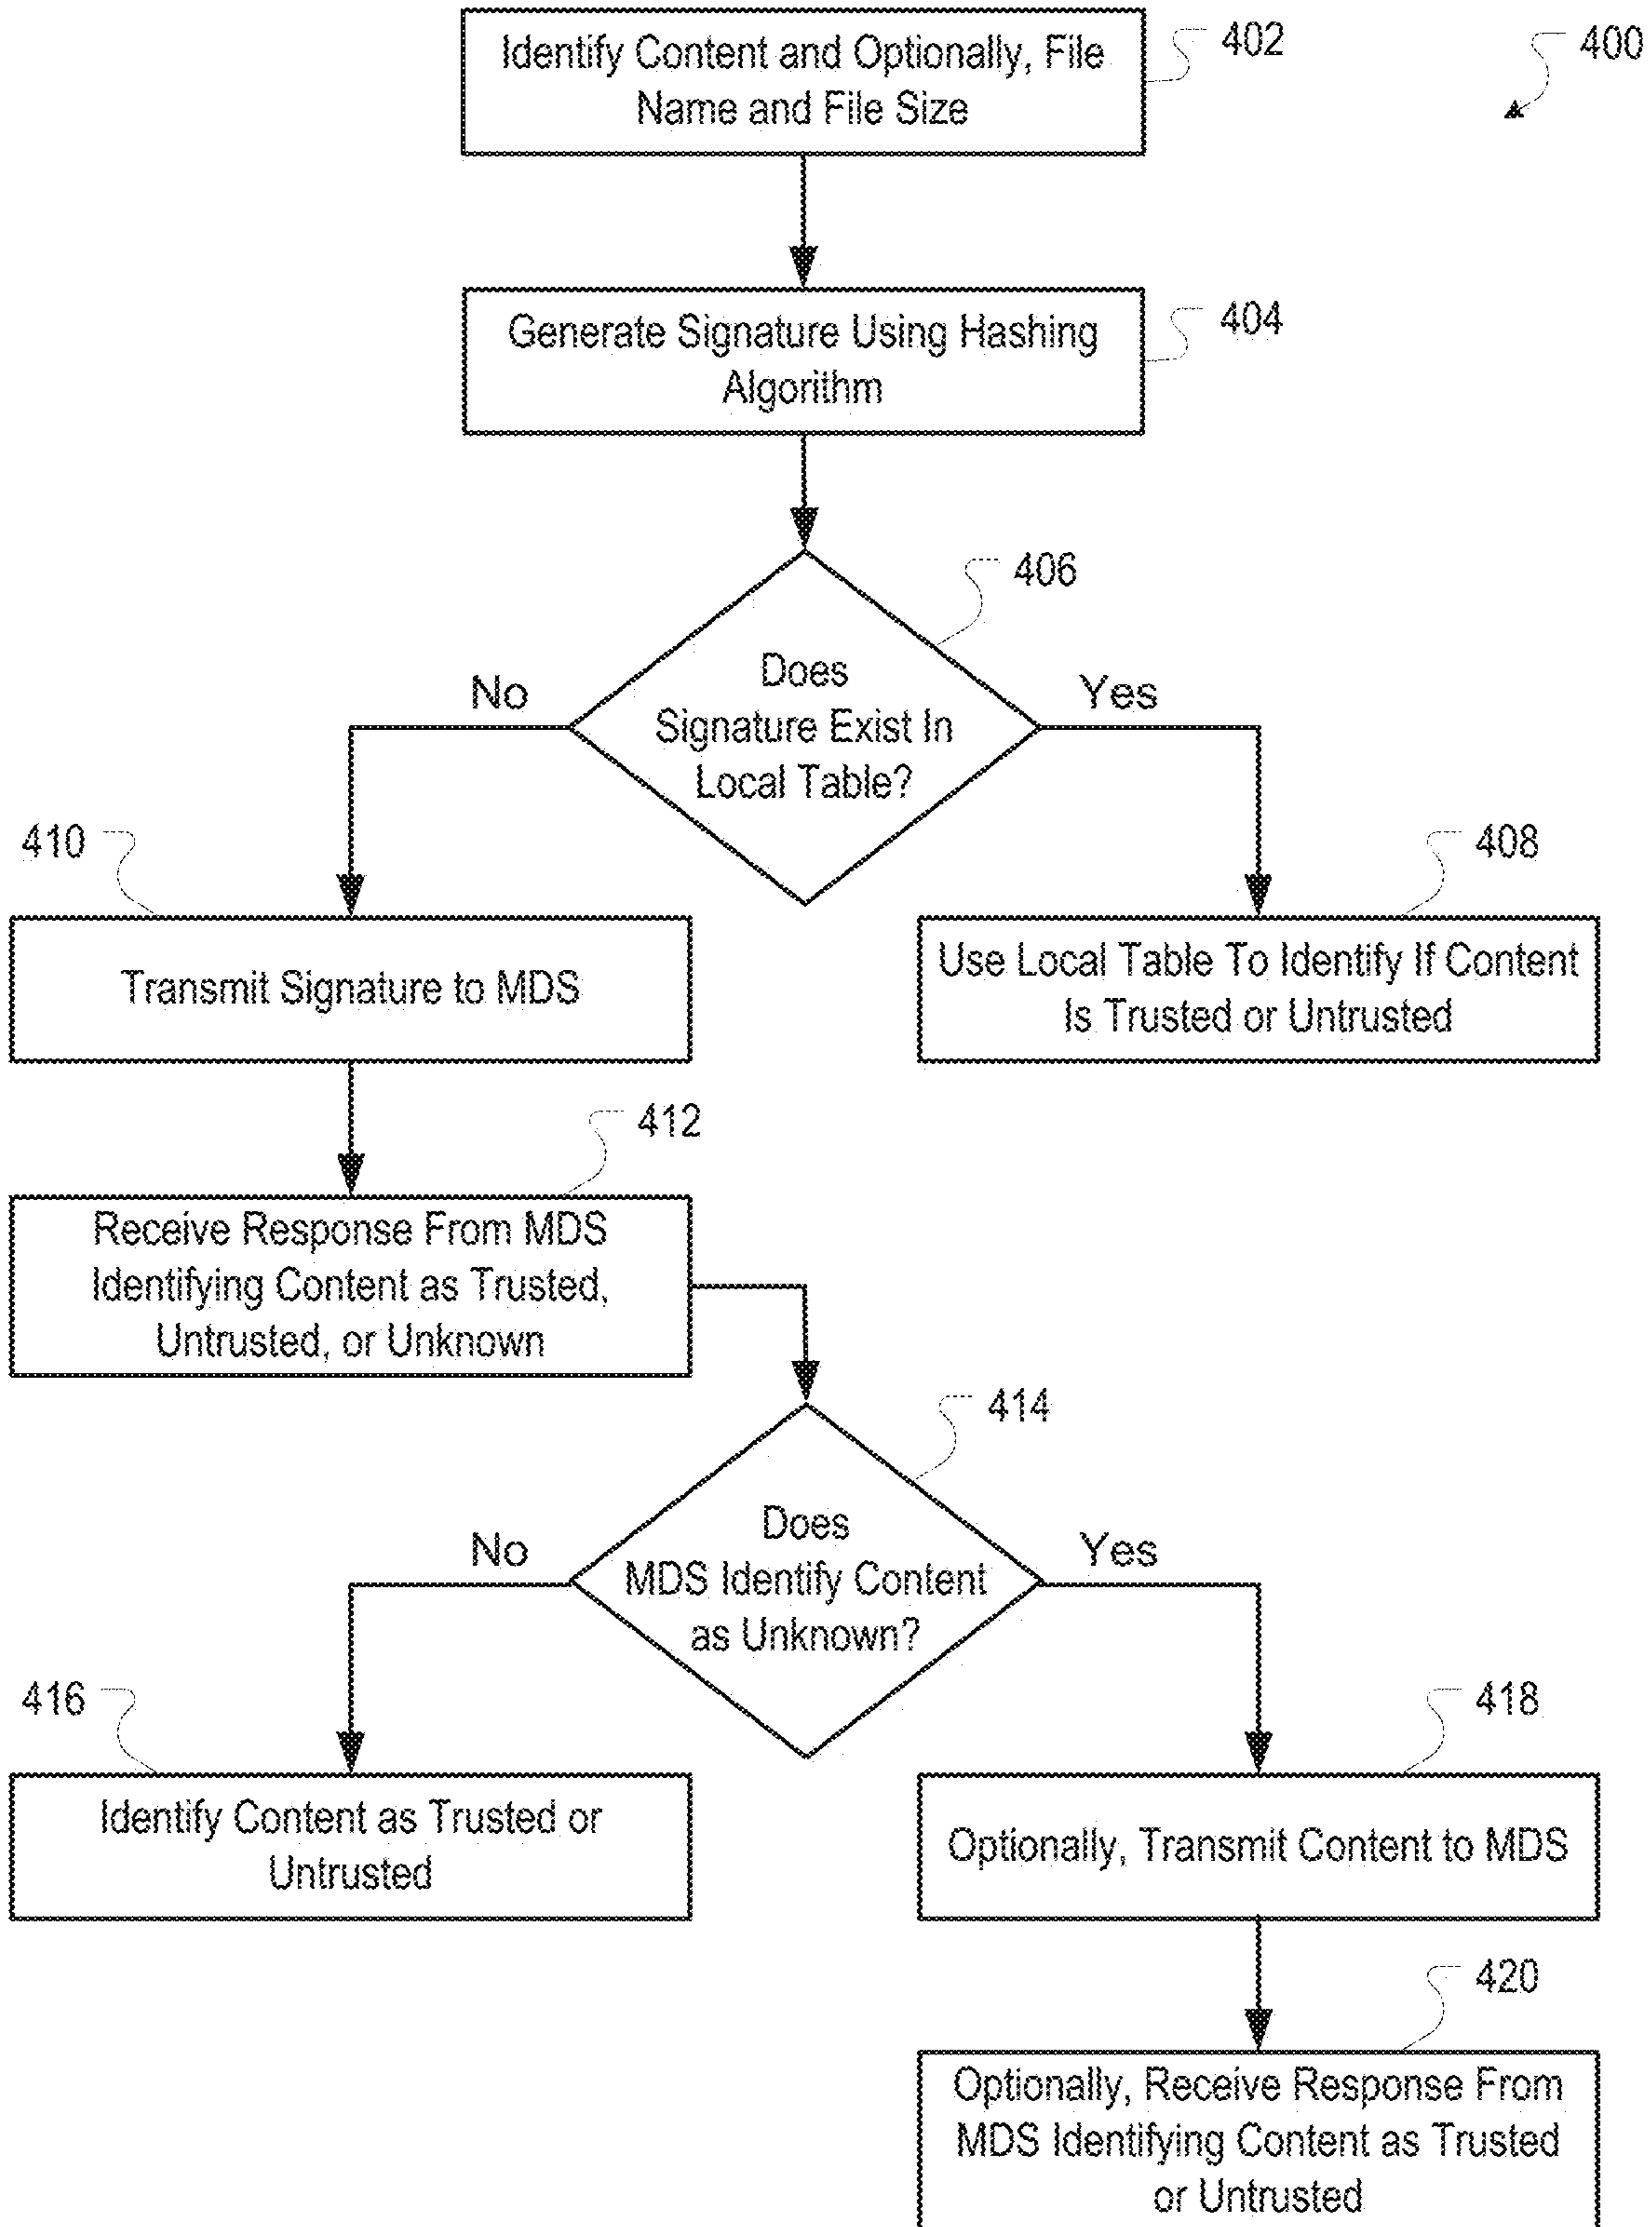 Identify Content and Optionally, File
Name and File Size
402
400
Generate Signature Using Hashing
Algorithm
404
406
Does
Signature Exist In
Local Table?
No
Yes
410
408
Transmit Signature to MDS
Use Local Table To Identify If Content
Is Trusted or Untrusted
412
Receive Response From MDS
Identifying Content as Trusted,
Untrusted, or Unknown
414
Does
MDS Identify Content
as Unknown?
No
Yes
416
418
Identify Content as Trusted or
Untrusted
Optionally, Transmit Content to MDS
420
Optionally, Receive Response From
MDS Identifying Content as Trusted
or Untrusted